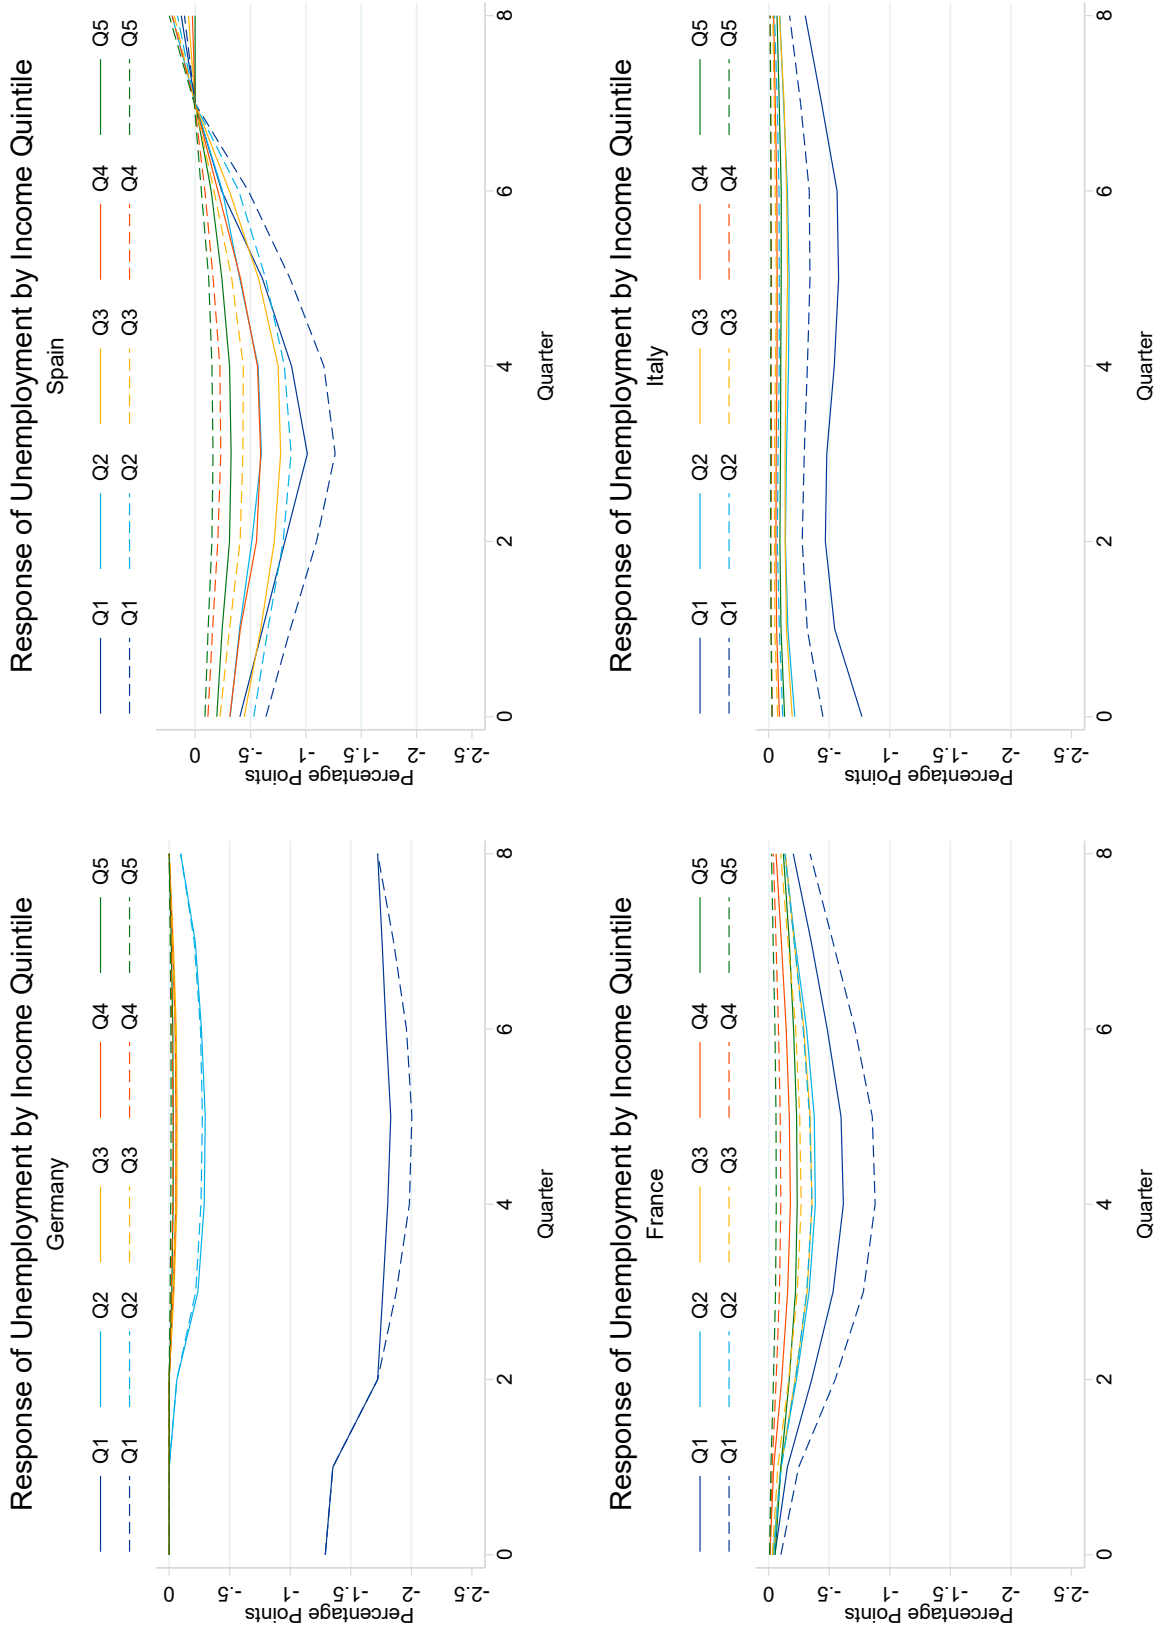 Response of Unemployment by Income Quintile
Germany
Q1 Q2 Q3 Q4 Q5
Q1 Q2 Q3 Q4 Q5
Percentage Points
0
-.5
-1
-1.5
-2
-2.5
0 2 4 6 8
Quarter
Response of Unemployment by Income Quintile
Spain
Q1 Q2 Q3 Q4 Q5
Q1 Q2 Q3 Q4 Q5
Percentage Points
0
-.5
-1
-1.5
-2
-2.5
0 2 4 6 8
Quarter
Response of Unemployment by Income Quintile
France
Q1 Q2 Q3 Q4 Q5
Q1 Q2 Q3 Q4 Q5
Percentage Points
0
-.5
-1
-1.5
-2
-2.5
0 2 4 6 8
Quarter
Response of Unemployment by Income Quintile
Italy
Q1 Q2 Q3 Q4 Q5
Q1 Q2 Q3 Q4 Q5
Percentage Points
0
-.5
-1
-1.5
-2
-2.5
0 2 4 6 8
Quarter